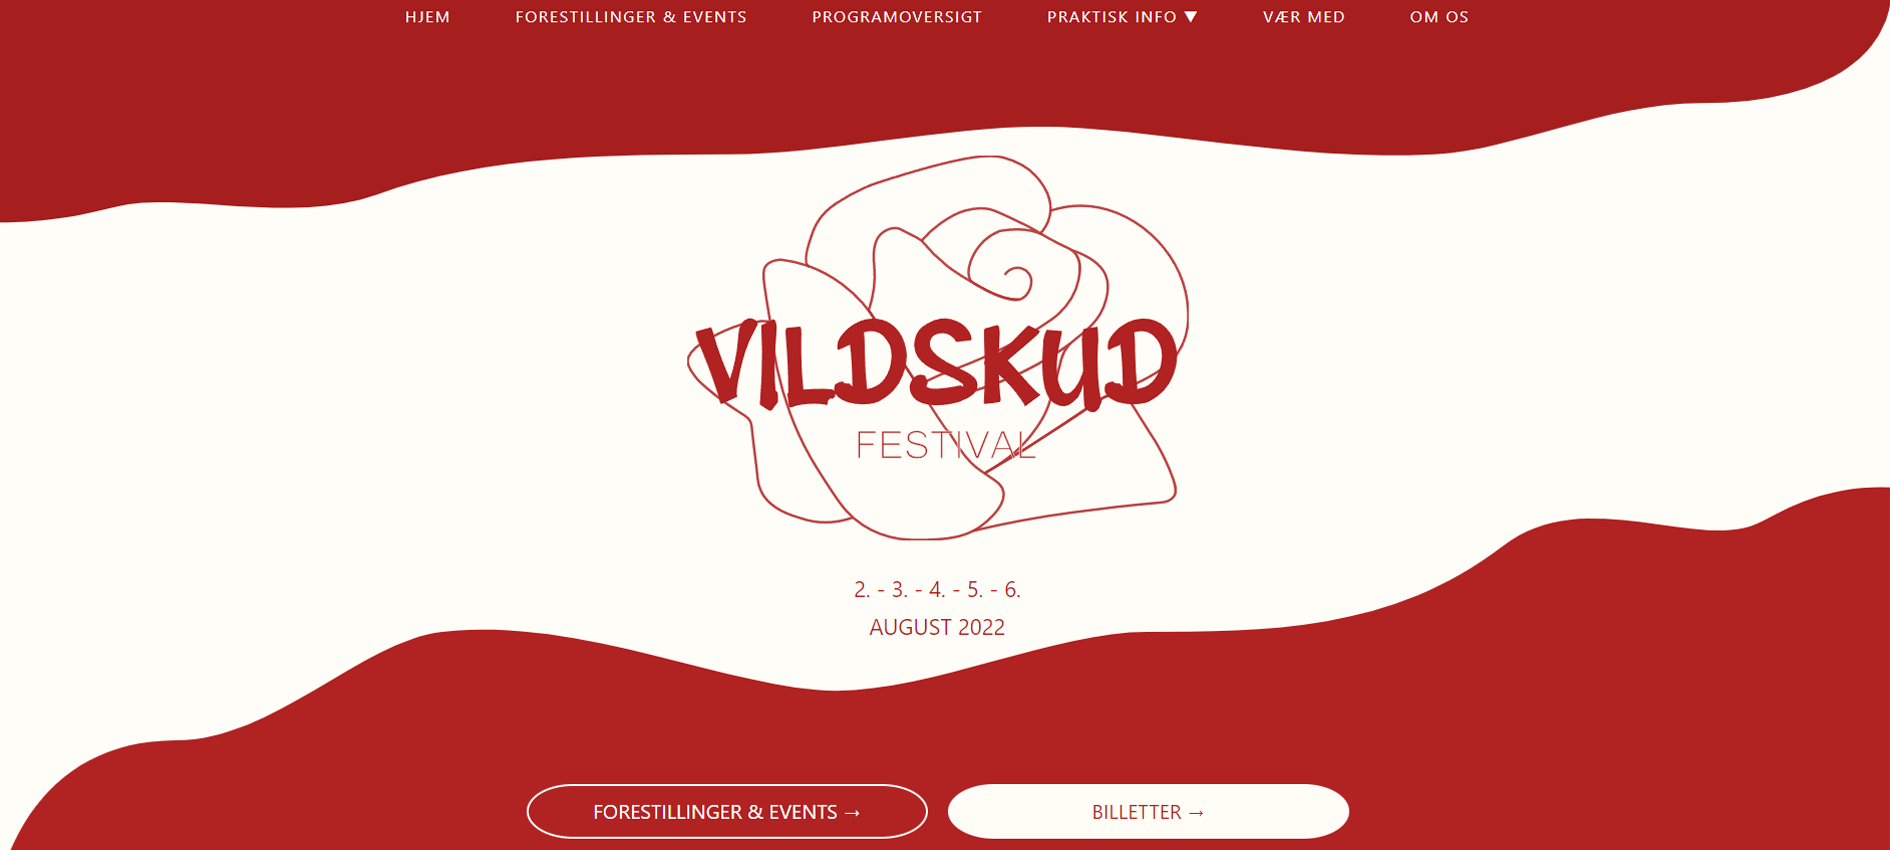 HJEM FORESTILLINGER & EVENTS PROGRAMOVERSIGT PRAKTISK INFO ▼ VÆR MED OM OS
VILDSKUD
FESTIVAL
2. - 3. - 4. - 5. - 6.
AUGUST 2022
FORESTILLINGER & EVENTS → BILLETTER →